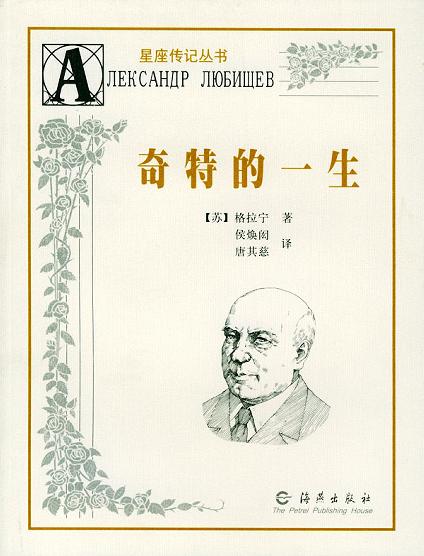 星座传记丛书
АЛЕКСАНДР ЛЮБИЩЕВ
奇特的一生
【苏】格拉宁 著
侯焕闳
唐其慈 译
海燕出版社
The Petrel Publishing House